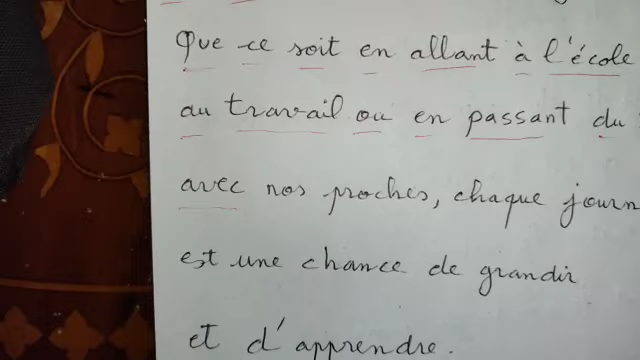 Que ce soit en allant à l'école
au travail ou en passant du
avec nos proches, chaque journ
est une chance de grandir
et d'apprendre.